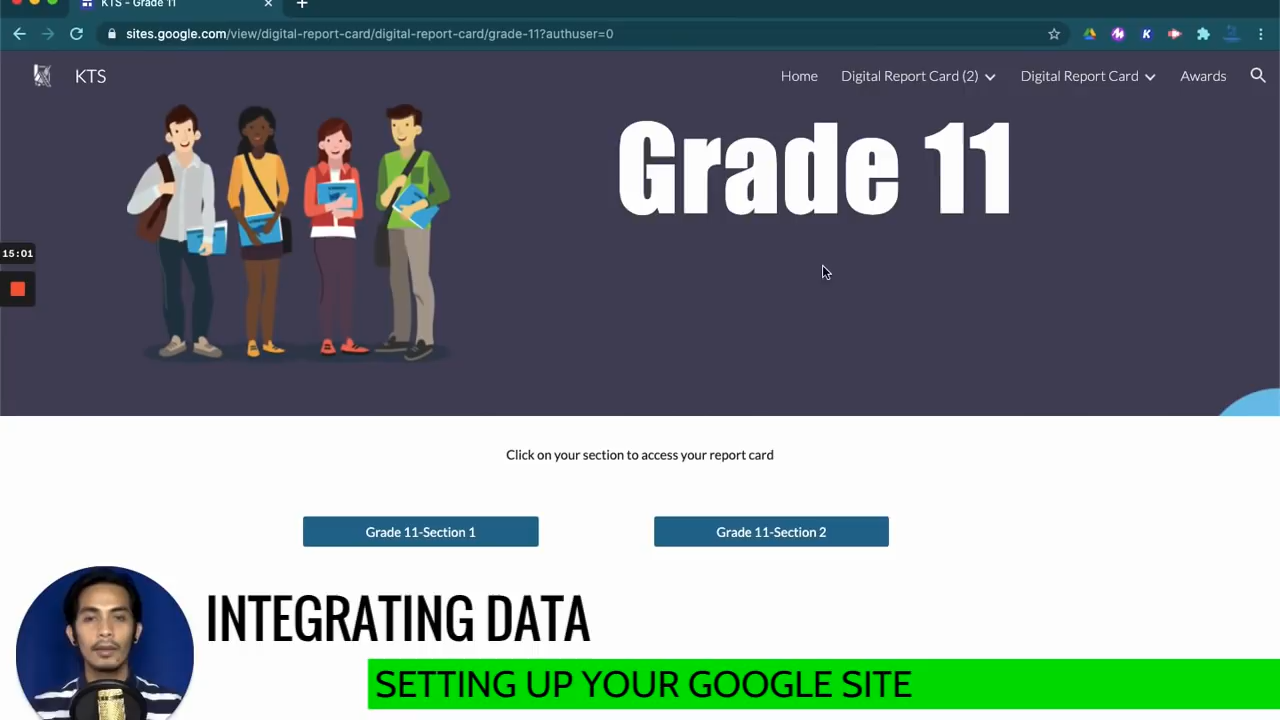 KTS - Grade 11
sites.google.com/view/digital-report-card/digital-report-card/grade-11?authuser=0
KTS
Home
Digital Report Card (2)
Digital Report Card
Awards
Grade 11
15:01
Click on your section to access your report card
Grade 11-Section 1
Grade 11-Section 2
INTEGRATING DATA
SETTING UP YOUR GOOGLE SITE